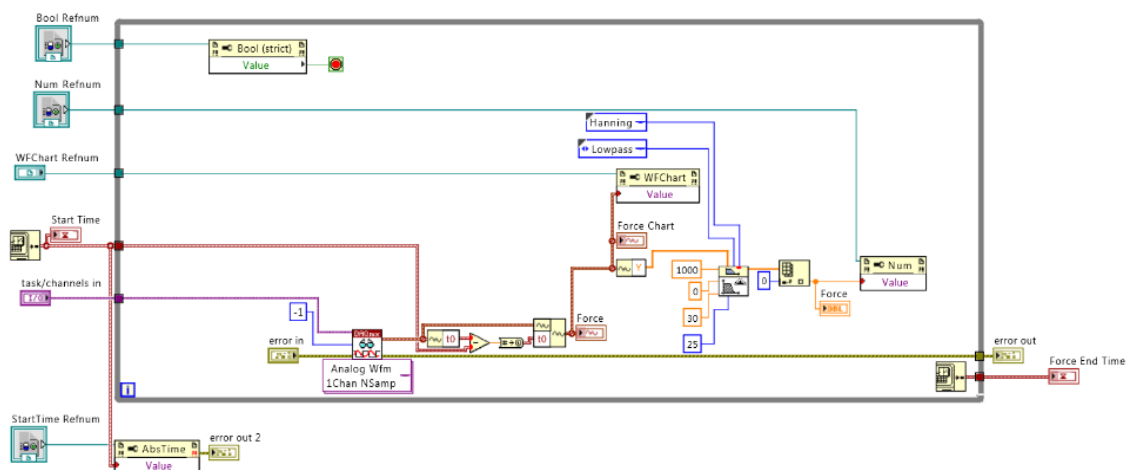 Bool Refnum
Bool (strict)
Value
Num Refnum
Hanning
Lowpass
WFChart Refnum
WFChart
Value
Start Time
Force Chart
Y
1000
0
30
25
0
Num
Value
Force
DBL
task/channels in
I/O
-1
t0
t0
Force
error in
DAQmx
Analog Wfm
1Chan NSamp
error out
Force End Time
i
StartTime Refnum
AbsTime
Value
error out 2